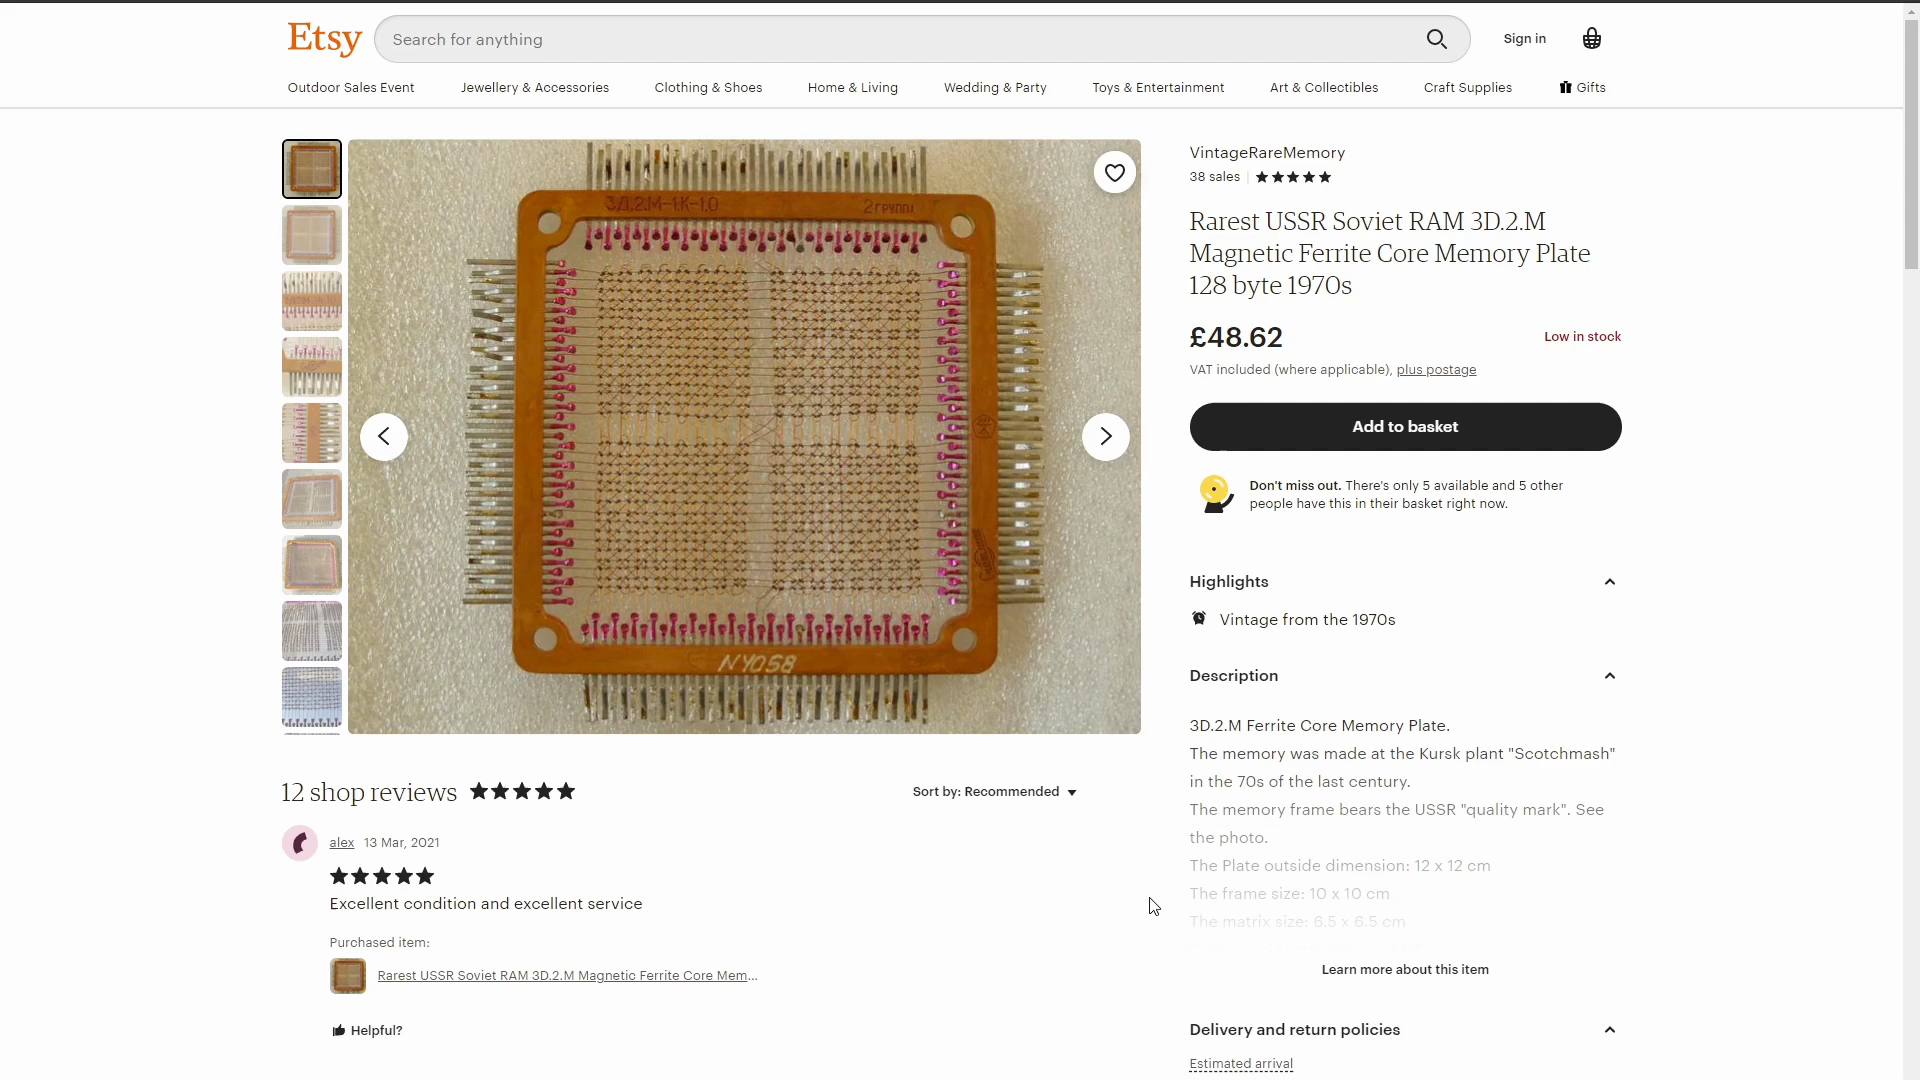 Etsy
Search for anything
Sign in
Outdoor Sales Event
Jewellery & Accessories
Clothing & Shoes
Home & Living
Wedding & Party
Toys & Entertainment
Art & Collectibles
Craft Supplies
Gifts
3Д.2.М-1К-1.0
2группа
NYO58
VintageRareMemory
38 sales
Rarest USSR Soviet RAM 3D.2.M
Magnetic Ferrite Core Memory Plate
128 byte 1970s
£48.62
Low in stock
VAT included (where applicable), plus postage
Add to basket
Don't miss out. There's only 5 available and 5 other
people have this in their basket right now.
Highlights
Vintage from the 1970s
Description
3D.2.M Ferrite Core Memory Plate.
The memory was made at the Kursk plant "Scotchmash"
in the 70s of the last century.
The memory frame bears the USSR "quality mark". See
the photo.
The Plate outside dimension: 12 x 12 cm
The frame size: 10 x 10 cm
The matrix size: 6.5 x 6.5 cm
Learn more about this item
Delivery and return policies
Estimated arrival
12 shop reviews
Sort by: Recommended
alex 13 Mar, 2021
Excellent condition and excellent service
Purchased item:
Rarest USSR Soviet RAM 3D.2.M Magnetic Ferrite Core Mem...
Helpful?